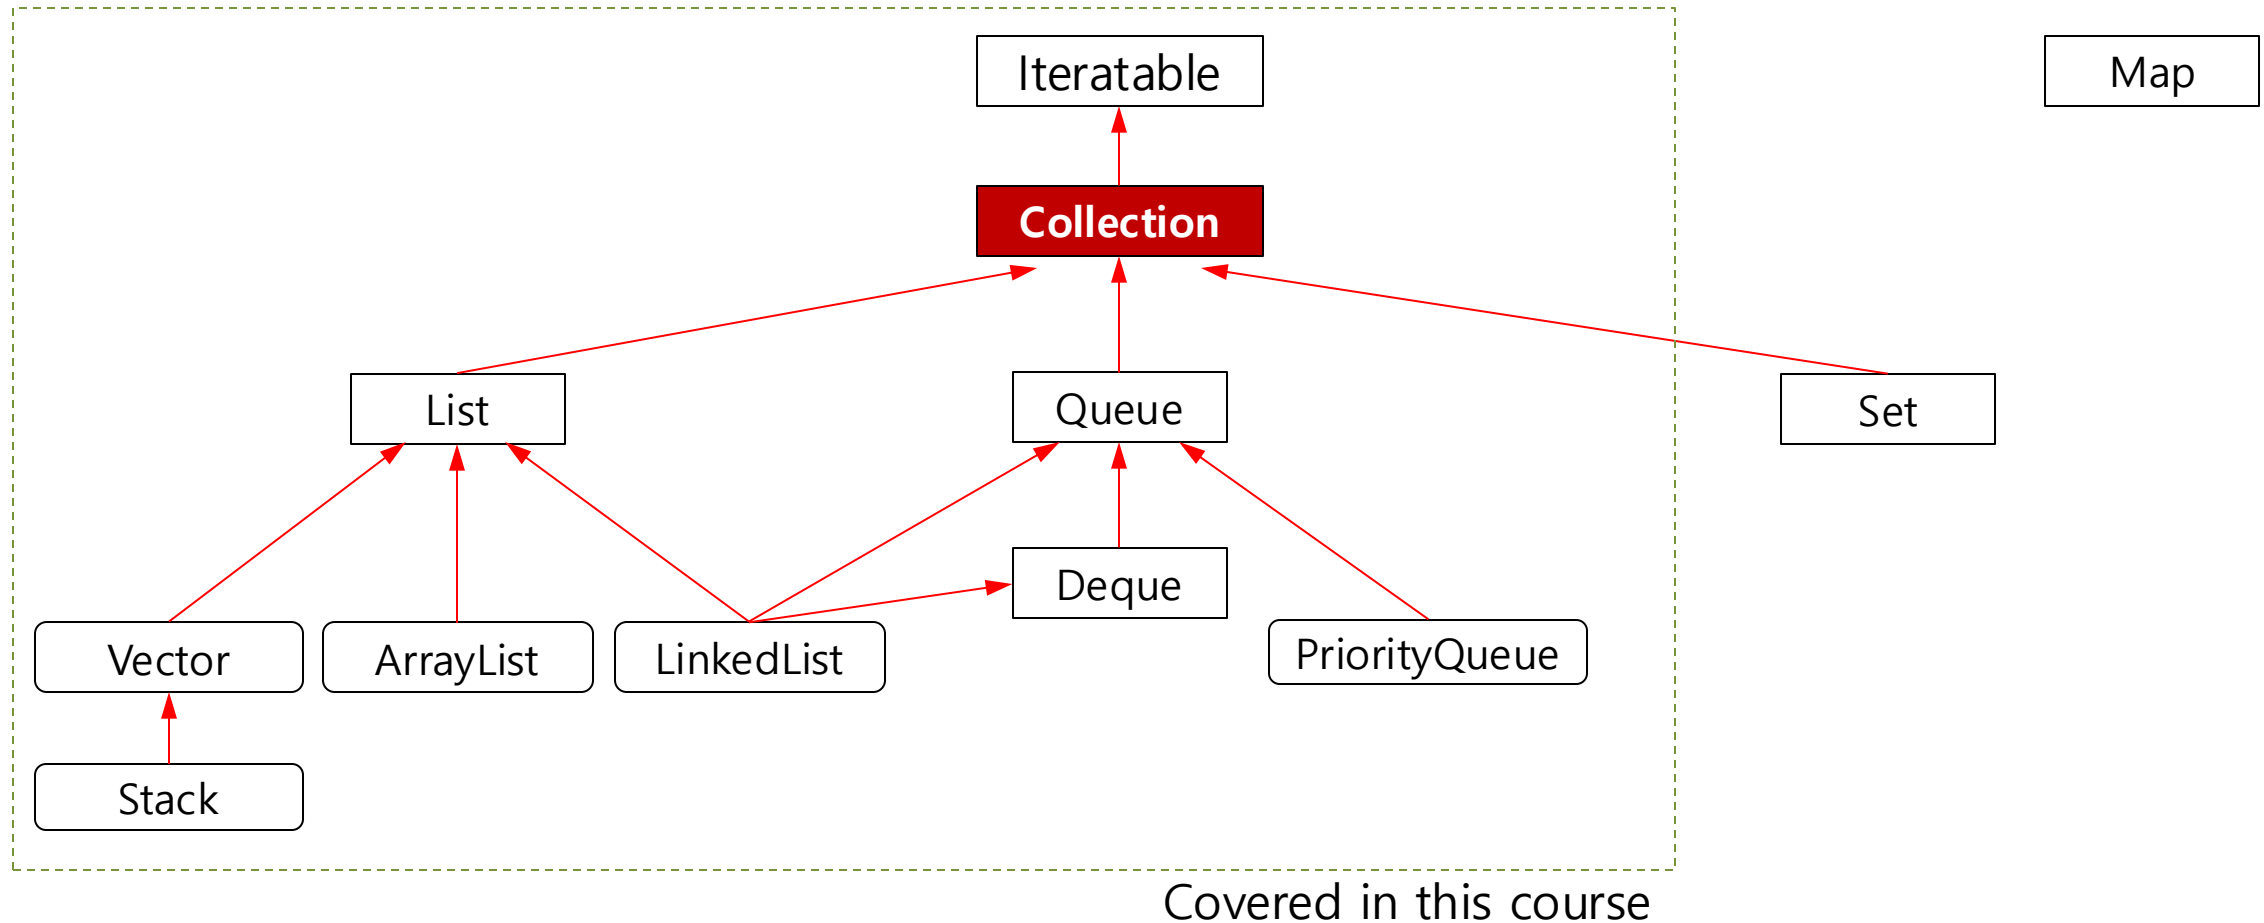 Iteratable
Map
Collection
List
Queue
Set
Deque
Vector
ArrayList
LinkedList
PriorityQueue
Stack
Covered in this course